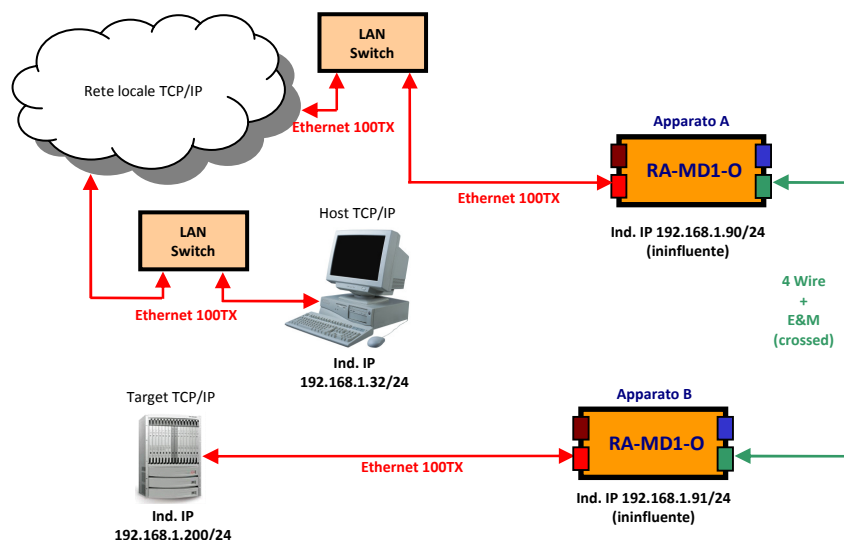 LAN
Switch
Rete locale TCP/IP
Ethernet 100TX
Apparato A
RA-MD1-O
Ethernet 100TX
Ind. IP 192.168.1.90/24
(ininfluente)
LAN
Switch
Host TCP/IP
Ethernet 100TX
Ind. IP
192.168.1.32/24
4 Wire
+
E&M
(crossed)
Target TCP/IP
Apparato B
RA-MD1-O
Ethernet 100TX
Ind. IP 192.168.1.91/24
(ininfluente)
Ind. IP
192.168.1.200/24